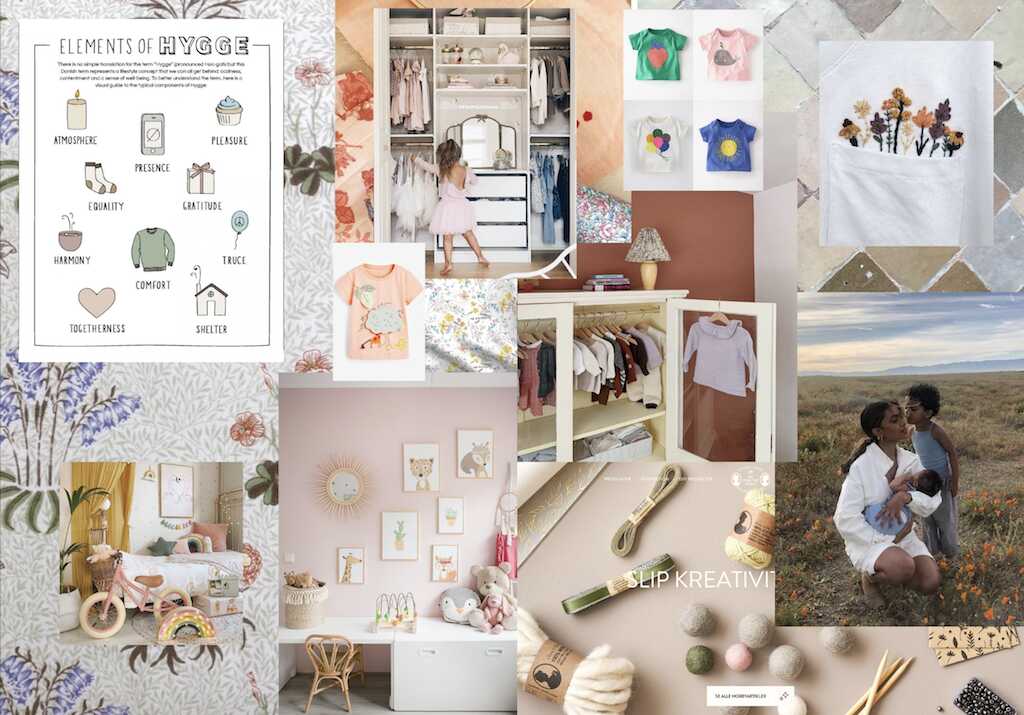 ELEMENTS OF HYGGE
There is no simple translation for this term "Hygge" (pronounced Hoo-gah) but this
Danish term represents a lifestyle concept that we can all get behind: coziness,
contentment and a sense of well being. To better understand the term, here is a
visual guide to the typical components of Hygge
ATMOSPHERE
PRESENCE
PLEASURE
EQUALITY
GRATITUDE
HARMONY
COMFORT
TRUCE
TOGETHERNESS
SHELTER
SLIP KREATIVIT
SE ALLE HOBBYARTIKLER